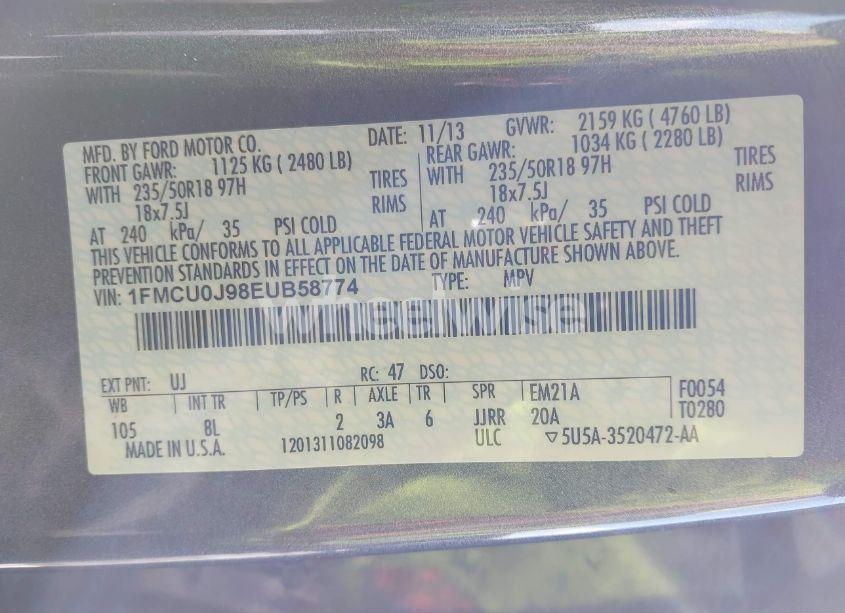 MFD. BY FORD MOTOR CO. DATE: 11/13 GVWR: 2159 KG ( 4760 LB)
FRONT GAWR: 1125 KG ( 2480 LB) REAR GAWR: 1034 KG ( 2280 LB)
WITH 235/50R18 97H TIRES WITH 235/50R18 97H TIRES
18x7.5J RIMS 18x7.5J RIMS
AT 240 kPa/ 35 PSI COLD AT 240 kPa/ 35 PSI COLD
THIS VEHICLE CONFORMS TO ALL APPLICABLE FEDERAL MOTOR VEHICLE SAFETY AND THEFT
PREVENTION STANDARDS IN EFFECT ON THE DATE OF MANUFACTURE SHOWN ABOVE.
VIN: 1FMCU0J98EUB58774 TYPE: MPV
wheelwise
EXT PNT: UJ RC: 47 DSO:
WB INT TR TP/PS R AXLE TR SPR EM21A F0054
105 8L 2 3A 6 JJRR 20A T0280
MADE IN U.S.A. 1201311082098 ULC ▽5U5A-3520472-AA